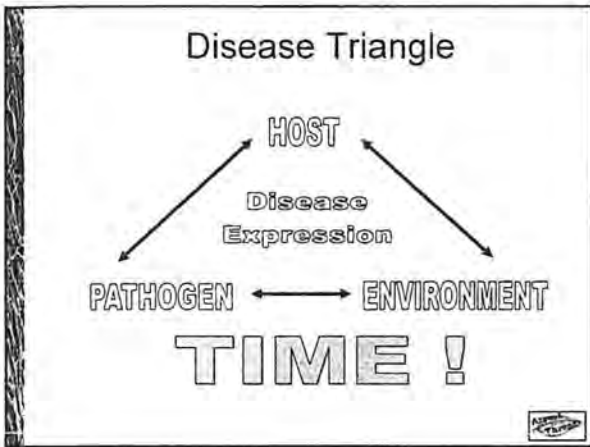 Disease Triangle
HOST
Disease
Expression
PATHOGEN
ENVIRONMENT
TIME !